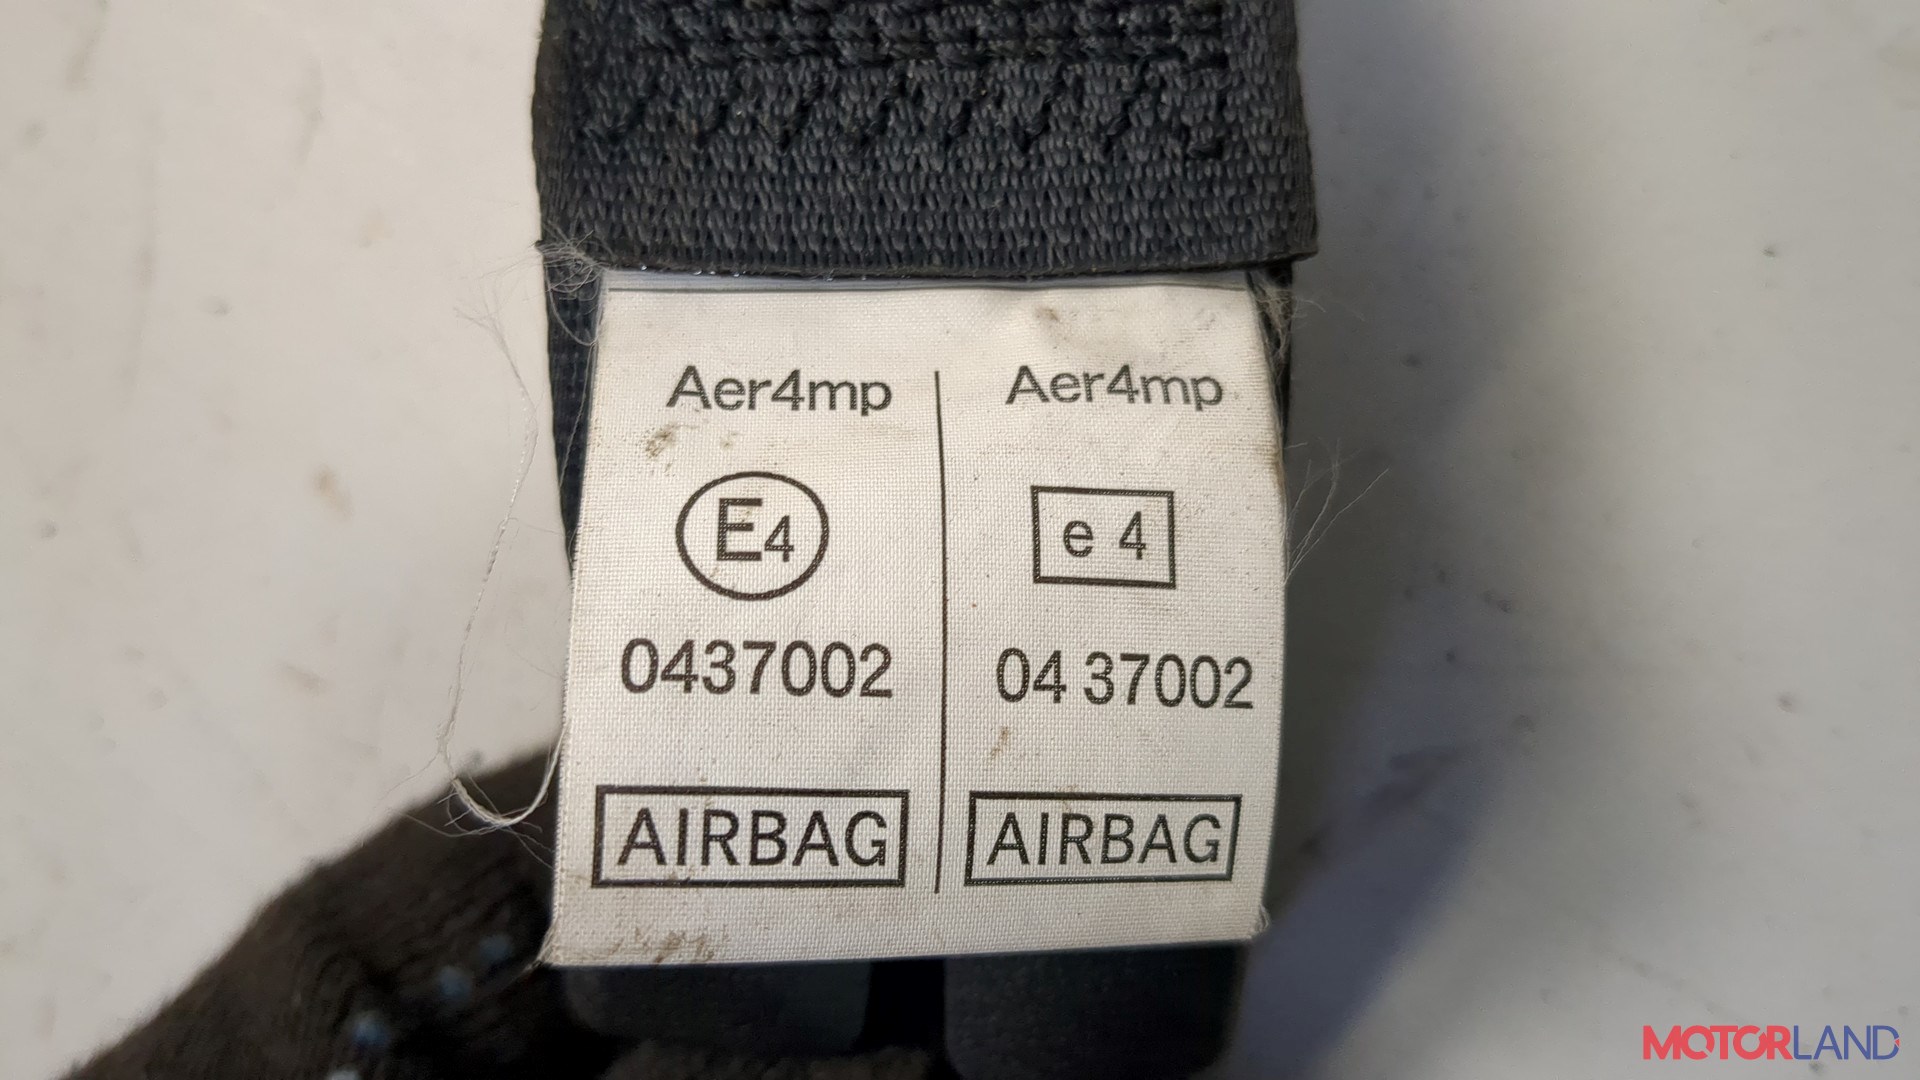 Aer4mp
E4
0437002
AIRBAG
Aer4mp
e 4
04 37002
AIRBAG
MOTORLAND